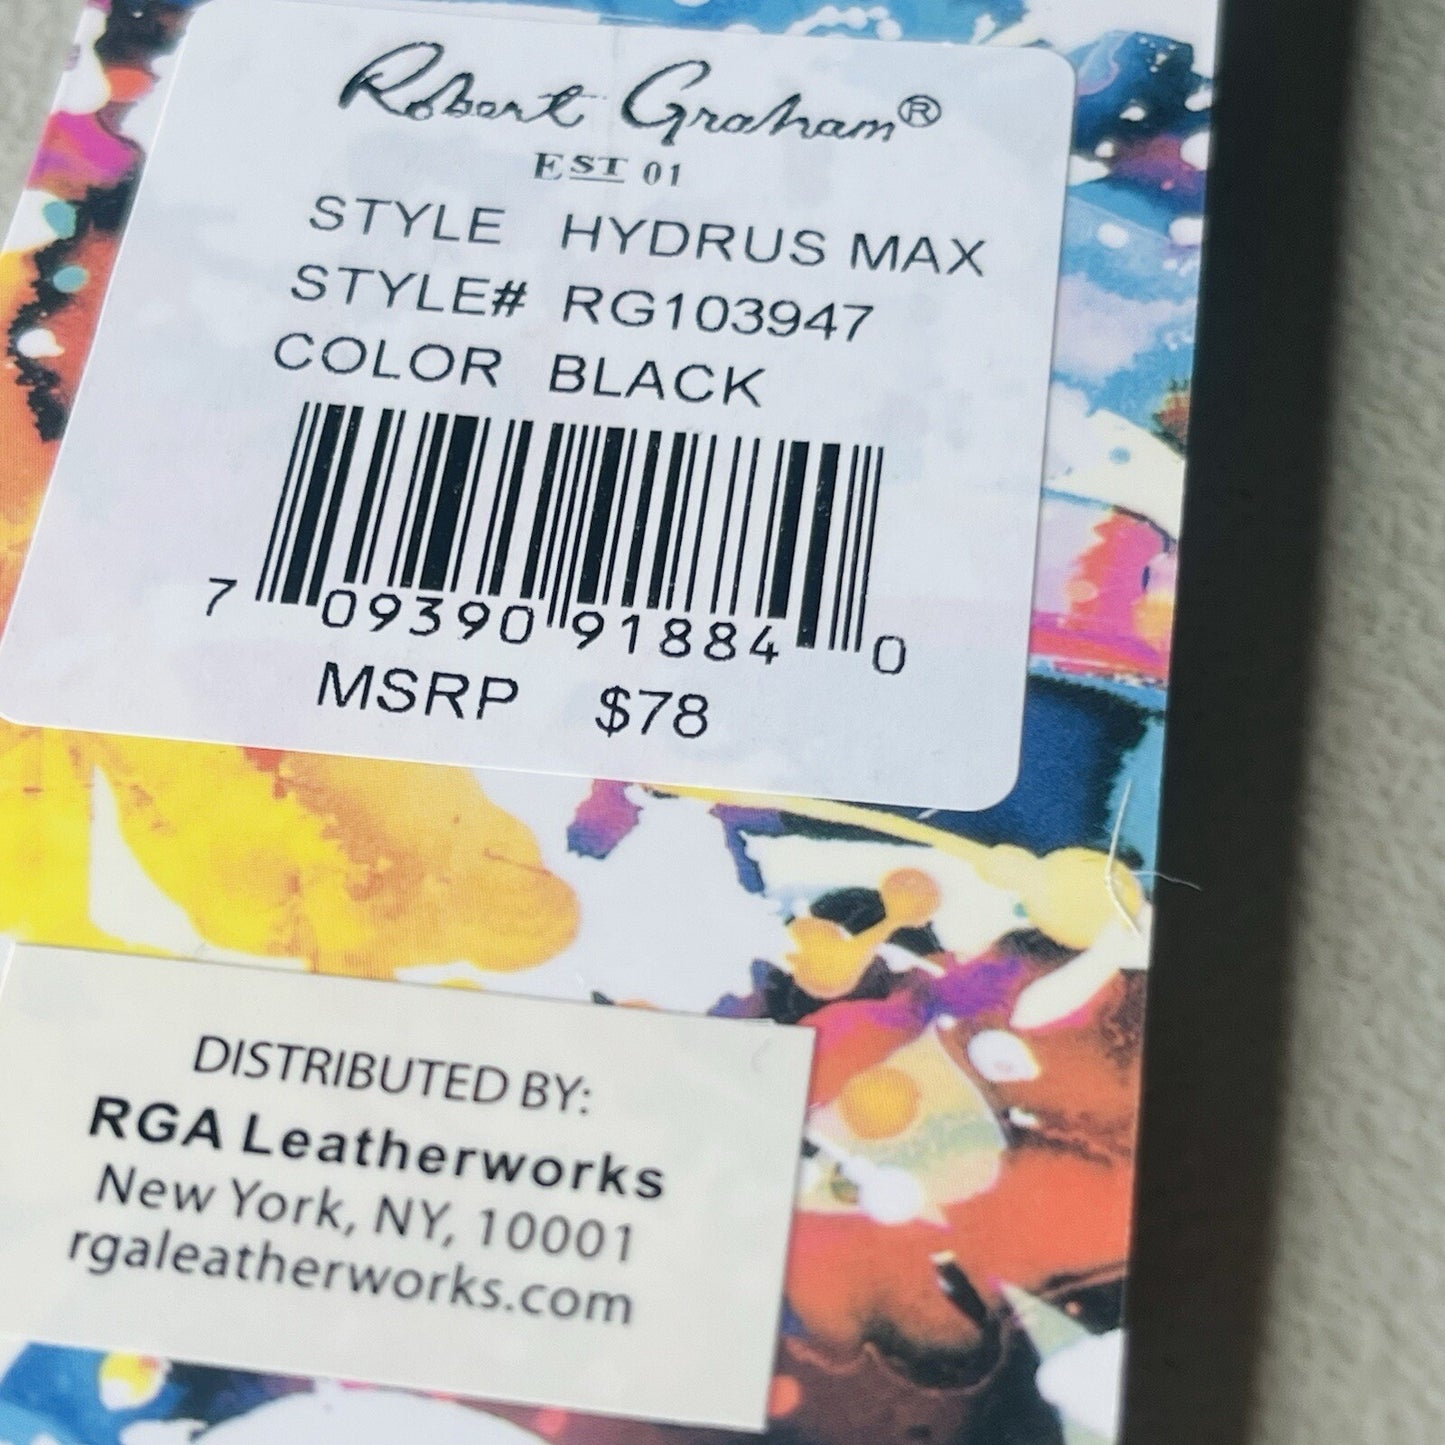 Robert Graham®
EST 01
STYLE HYDRUS MAX
STYLE# RG103947
COLOR BLACK
7 09390 91884 0
MSRP $78
DISTRIBUTED BY:
RGA Leatherworks
New York, NY, 10001
rgaleatherworks.com